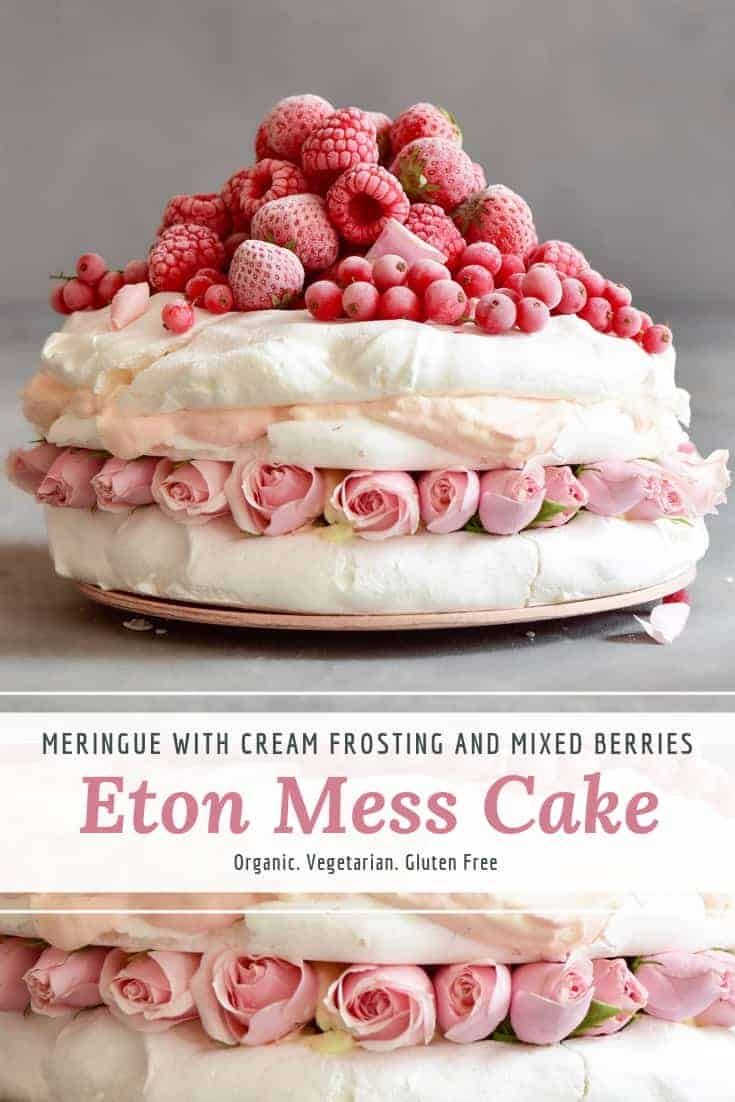 MERINGUE WITH CREAM FROSTING AND MIXED BERRIES
Eton Mess Cake
Organic. Vegetarian. Gluten Free